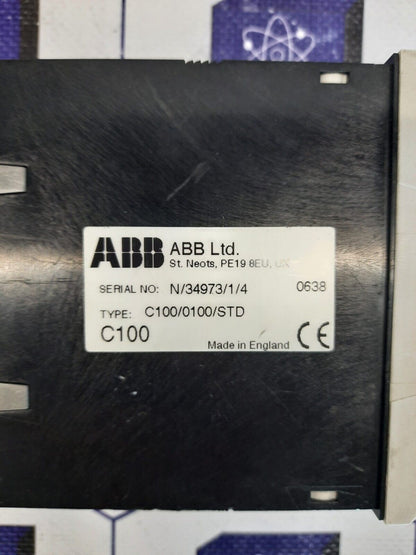 ABB ABB Ltd.
St. Neots, PE19 8EU, UK
SERIAL NO: N/34973/1/4 0638
TYPE: C100/0100/STD
C100
Made in England CE